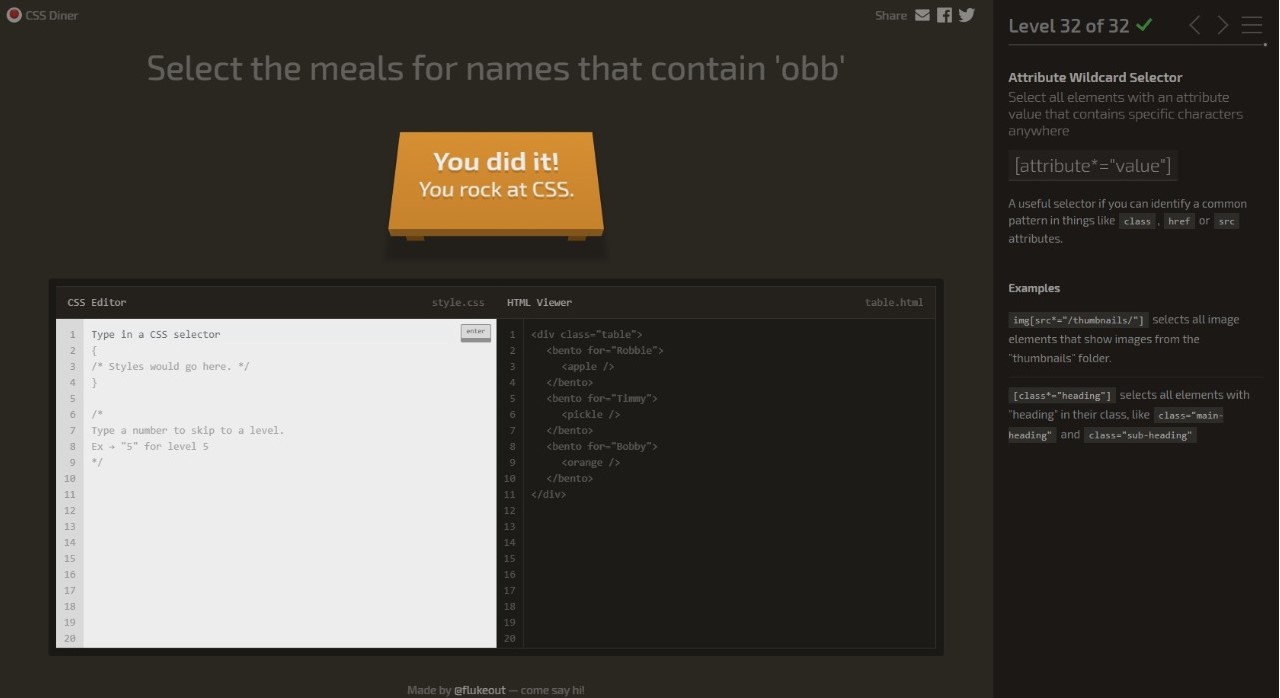 CSS Diner
Share
Select the meals for names that contain 'obb'
You did it!
You rock at CSS.
CSS Editor style.css
1 Type in a CSS selector enter
2 {
3 /* Styles would go here. */
4 }
5
6 /*
7 Type a number to skip to a level.
8 Ex → "5" for level 5
9 */
10
11
12
13
14
15
16
17
18
19
20
HTML Viewer table.html
1 <div class="table">
2 <bento for="Robbie">
3 <apple />
4 </bento>
5 <bento for="Timmy">
6 <pickle />
7 </bento>
8 <bento for="Bobby">
9 <orange />
10 </bento>
11 </div>
12
13
14
15
16
17
18
19
20
Made by @flukeout — come say hi!
Level 32 of 32
Attribute Wildcard Selector
Select all elements with an attribute
value that contains specific characters
anywhere
[attribute*="value"]
A useful selector if you can identify a common
pattern in things like class , href or src
attributes.
Examples
img[src*="/thumbnails/"] selects all image
elements that show images from the
"thumbnails" folder.
[class*="heading"] selects all elements with
"heading" in their class, like class="main-
heading" and class="sub-heading"